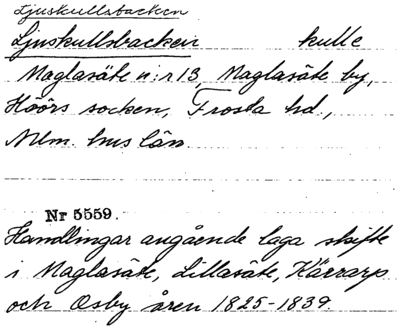 Ljuskullsbacken
Ljuskullsbacken kulle
Maglasäte n:r 13, Maglasäte by,
Höörs socken, Frosta hd.,
Mlm. hus län
Nr 5559.
Handlingar angående laga skifte
i Maglasäte, Lillasäte, Kärrarp
och Osby åren 1825-1839